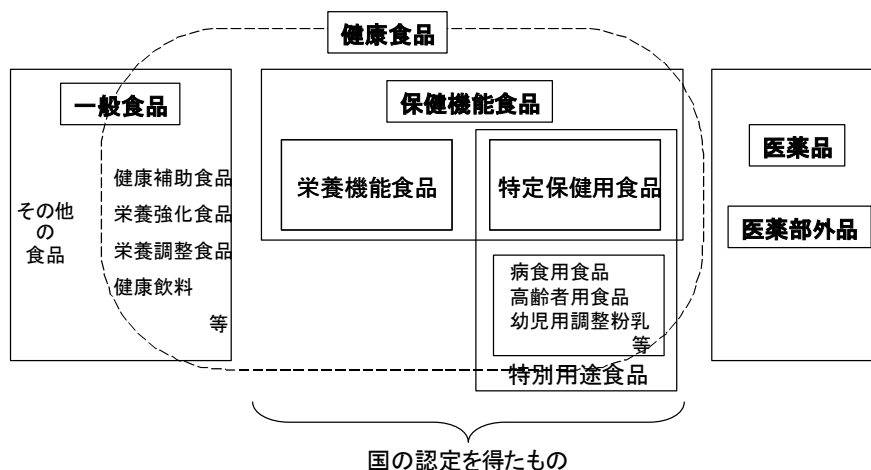 健康食品
一般食品
その他
の
食品
健康補助食品
栄養強化食品
栄養調整食品
健康飲料
等
保健機能食品
栄養機能食品
特定保健用食品
病食用食品
高齢者用食品
幼児用調整粉乳
等
特別用途食品
医薬品
医薬部外品
国の認定を得たもの